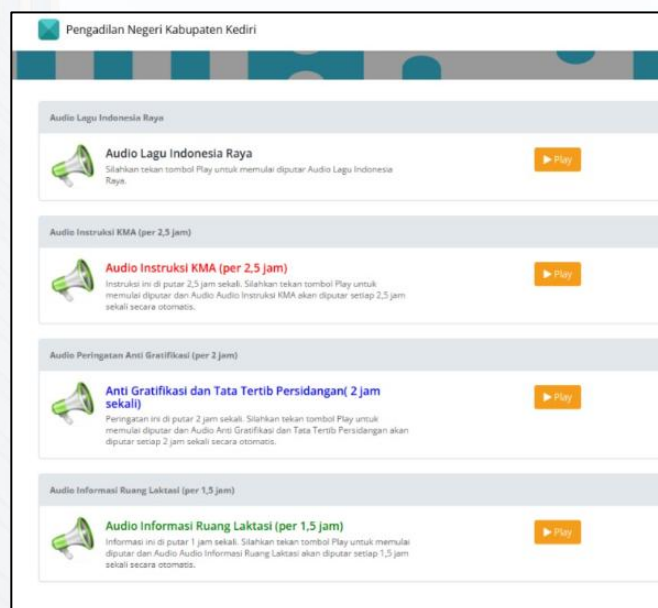 Pengadilan Negeri Kabupaten Kediri
Audio Lagu Indonesia Raya
Audio Lagu Indonesia Raya
Silahkan tekan tombol Play untuk memulai diputar Audio Lagu Indonesia
Raya.
Play
Audio Instruksi KMA (per 2,5 jam)
Audio Instruksi KMA (per 2,5 jam)
Instruksi ini di putar 2,5 jam sekali. Silahkan tekan tombol Play untuk
memulai diputar dan Audio Audio Instruksi KMA akan diputar setiap 2,5 jam
sekali secara otomatis.
Play
Audio Peringatan Anti Gratifikasi (per 2 jam)
Anti Gratifikasi dan Tata Tertib Persidangan( 2 jam
sekali)
Peringatan ini di putar 2 jam sekali. Silahkan tekan tombol Play untuk
memulai diputar dan Audio Anti Gratifikasi dan Tata Tertib Persidangan akan
diputar setiap 2 jam sekali secara otomatis.
Play
Audio Informasi Ruang Laktasi (per 1,5 jam)
Audio Informasi Ruang Laktasi (per 1,5 jam)
Informasi ini di putar 1 jam sekali. Silahkan tekan tombol Play untuk memulai
diputar dan Audio Audio Informasi Ruang Laktasi akan diputar setiap 1,5 jam
sekali secara otomatis.
Play